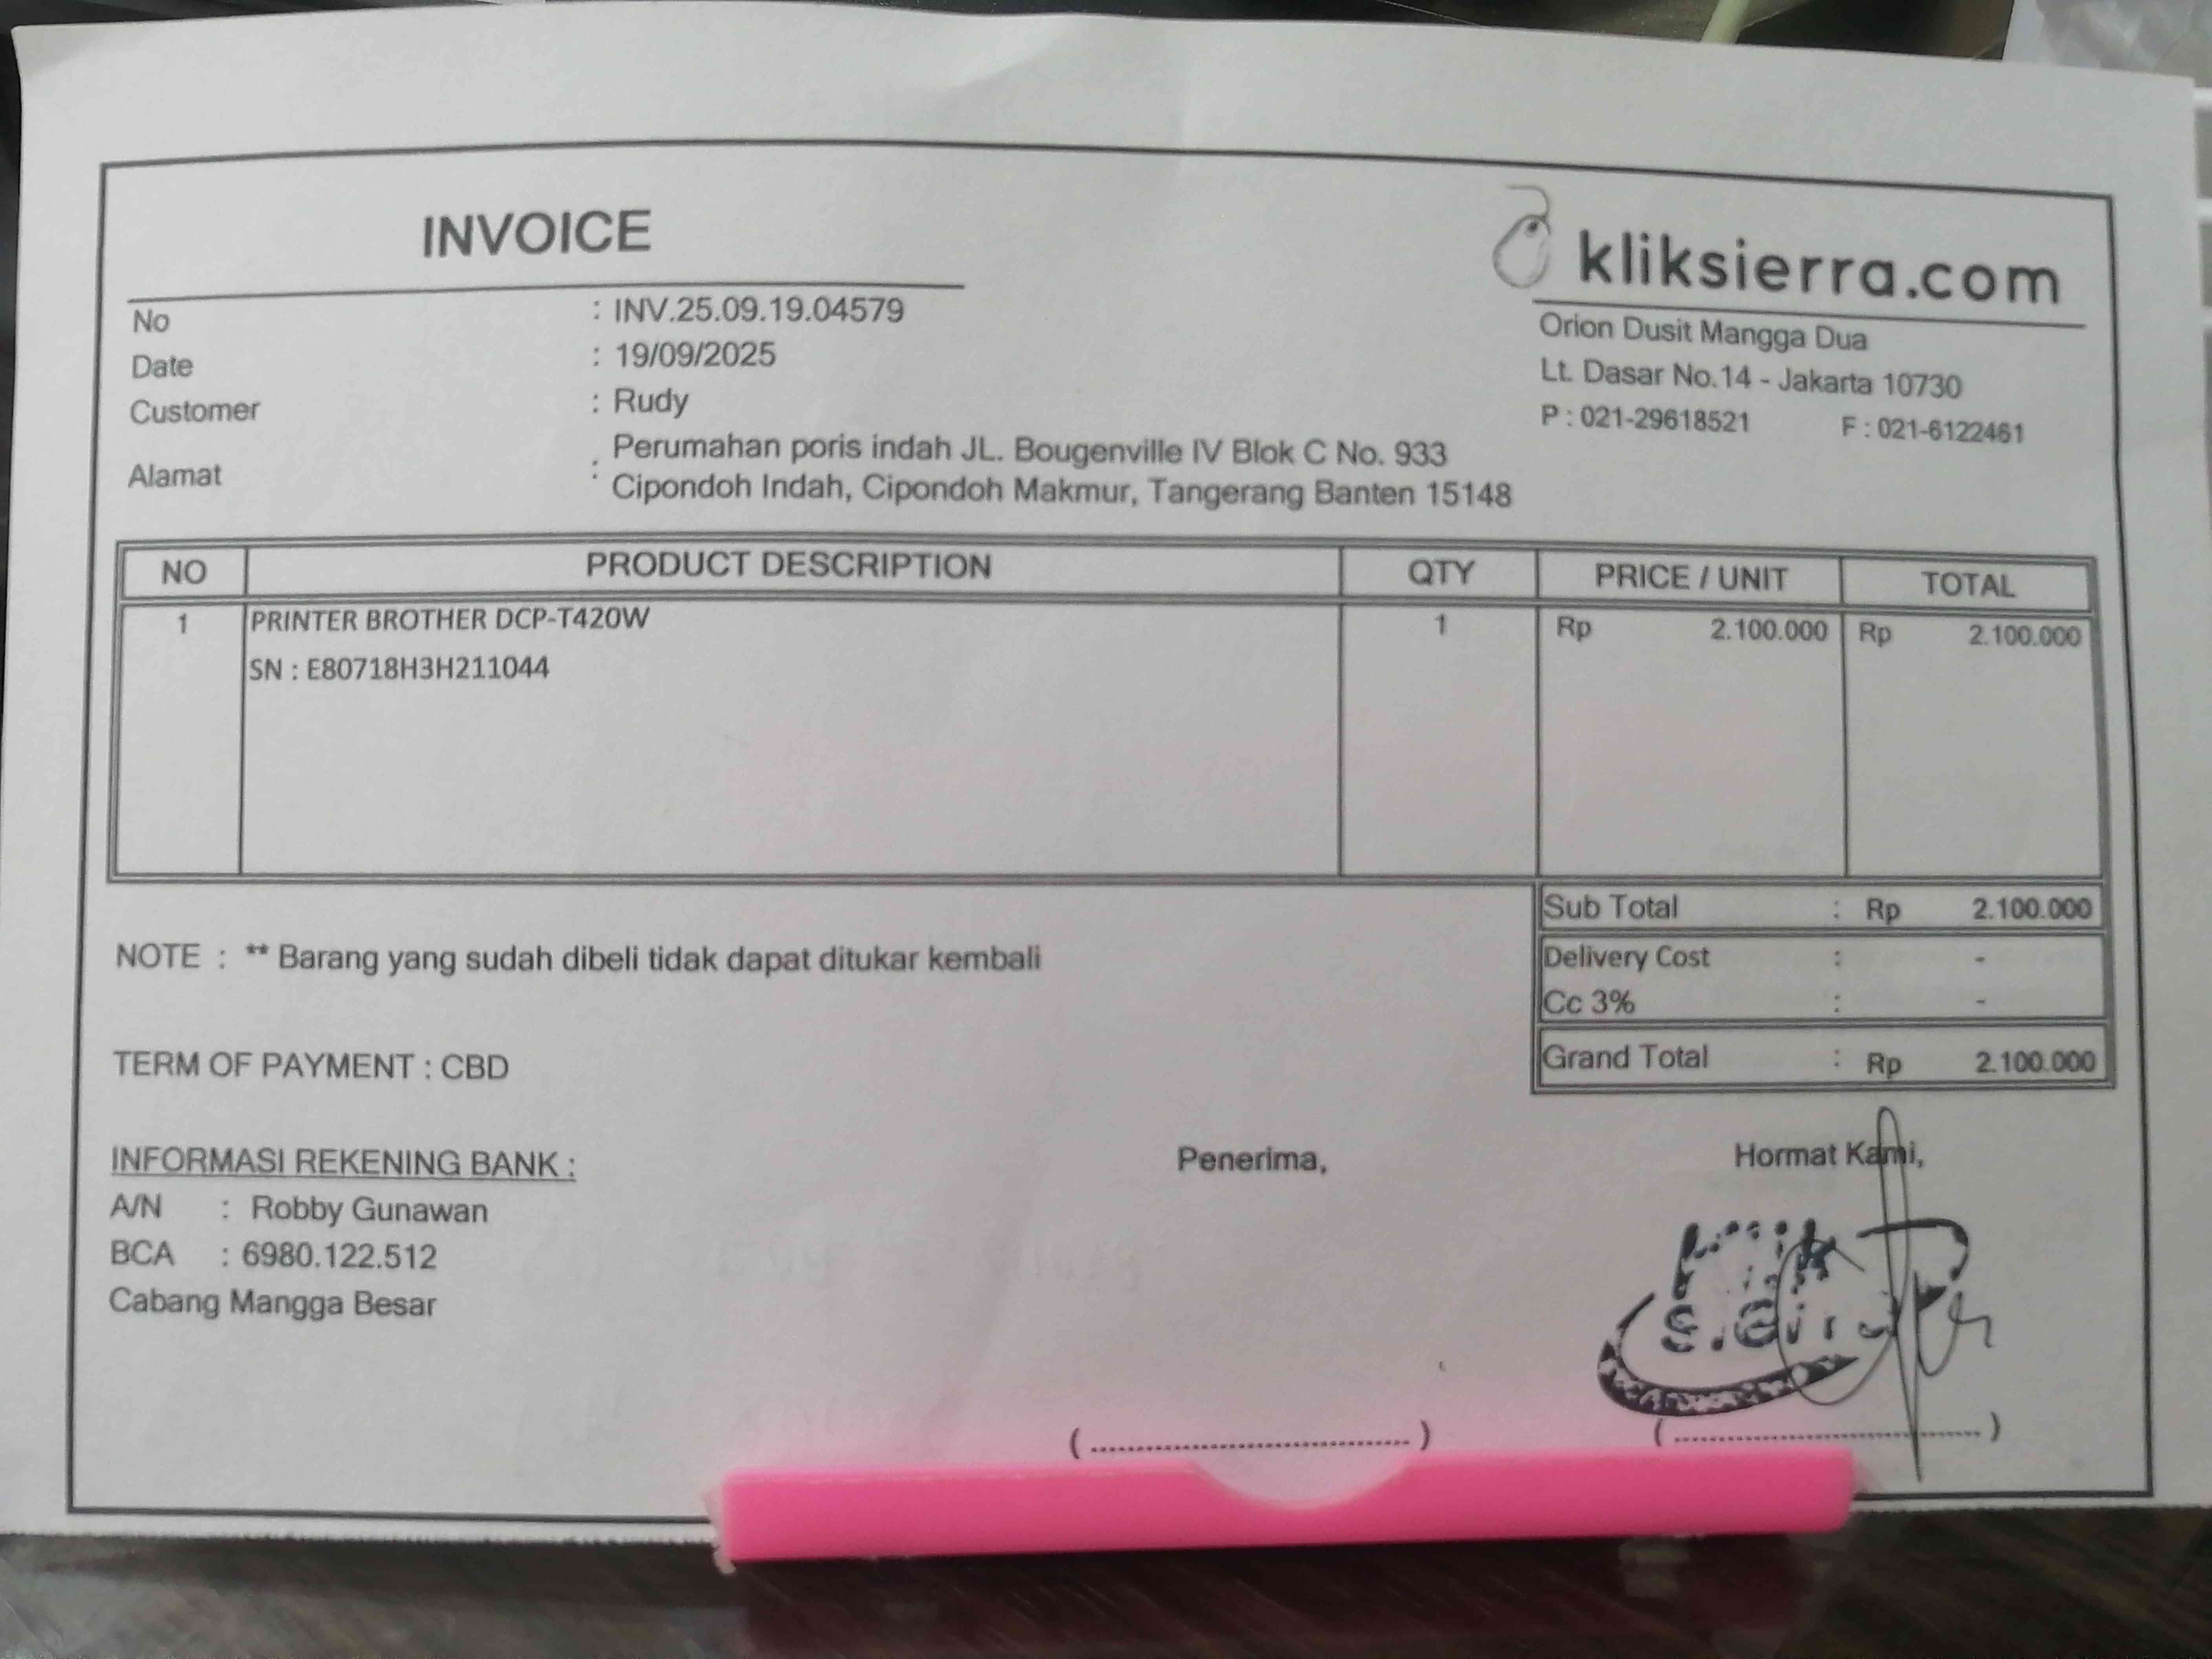 INVOICE
kliksierra.com
Orion Dusit Mangga Dua
Lt. Dasar No.14 - Jakarta 10730
P : 021-29618521 F : 021-6122461
No : INV.25.09.19.04579
Date : 19/09/2025
Customer : Rudy
Alamat : Perumahan poris indah JL. Bougenville IV Blok C No. 933
Cipondoh Indah, Cipondoh Makmur, Tangerang Banten 15148
NO PRODUCT DESCRIPTION QTY PRICE / UNIT TOTAL
1 PRINTER BROTHER DCP-T420W 1 Rp 2.100.000 Rp 2.100.000
SN : E80718H3H211044
Sub Total : Rp 2.100.000
NOTE : ** Barang yang sudah dibeli tidak dapat ditukar kembali
Delivery Cost : -
Cc 3% : -
TERM OF PAYMENT : CBD
Grand Total : Rp 2.100.000
INFORMASI REKENING BANK :
A/N : Robby Gunawan
BCA : 6980.122.512
Cabang Mangga Besar
Penerima,
Hormat Kami,
( ................................ ) ( ................................ )